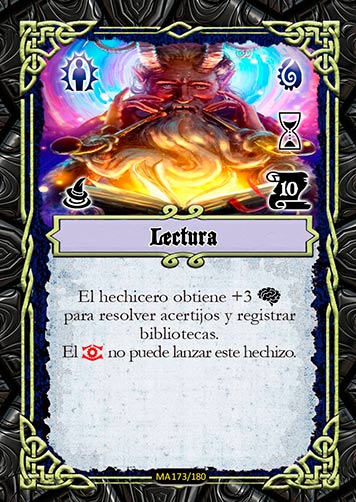 10
Lectura
El hechicero obtiene +3
para resolver acertijos y registrar
bibliotecas.
El no puede lanzar este hechizo.
MA173/180